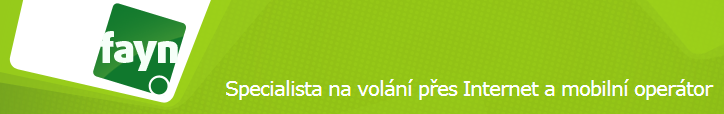 fayn
Specialista na volání přes Internet a mobilní operátor